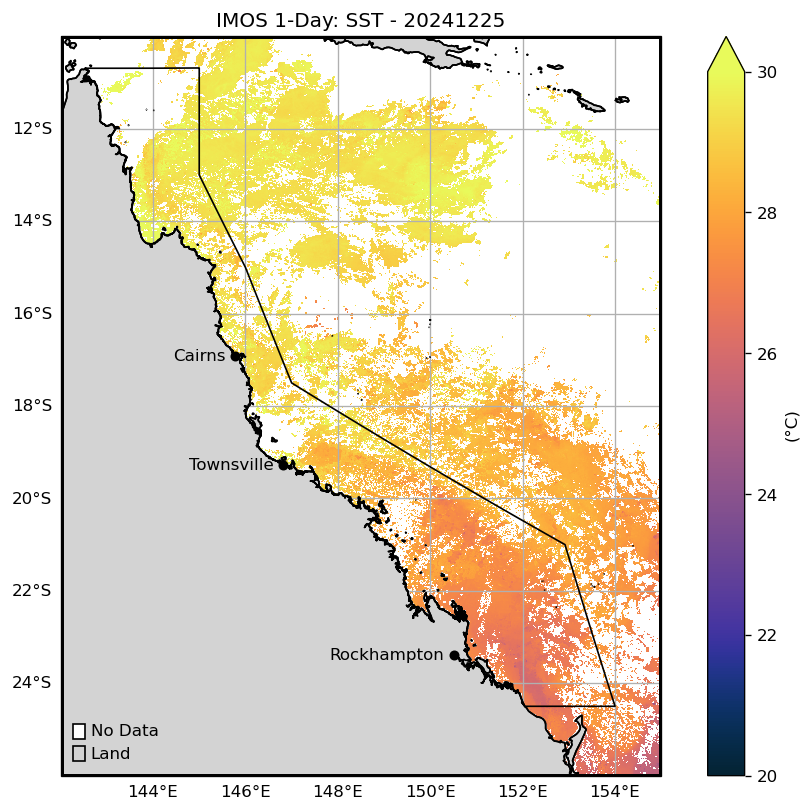 IMOS 1-Day: SST - 20241225
12°S
14°S
16°S
18°S
20°S
22°S
24°S
Cairns
Townsville
Rockhampton
No Data
Land
144°E 146°E 148°E 150°E 152°E 154°E
30
28
26
24
22
20
(°C)